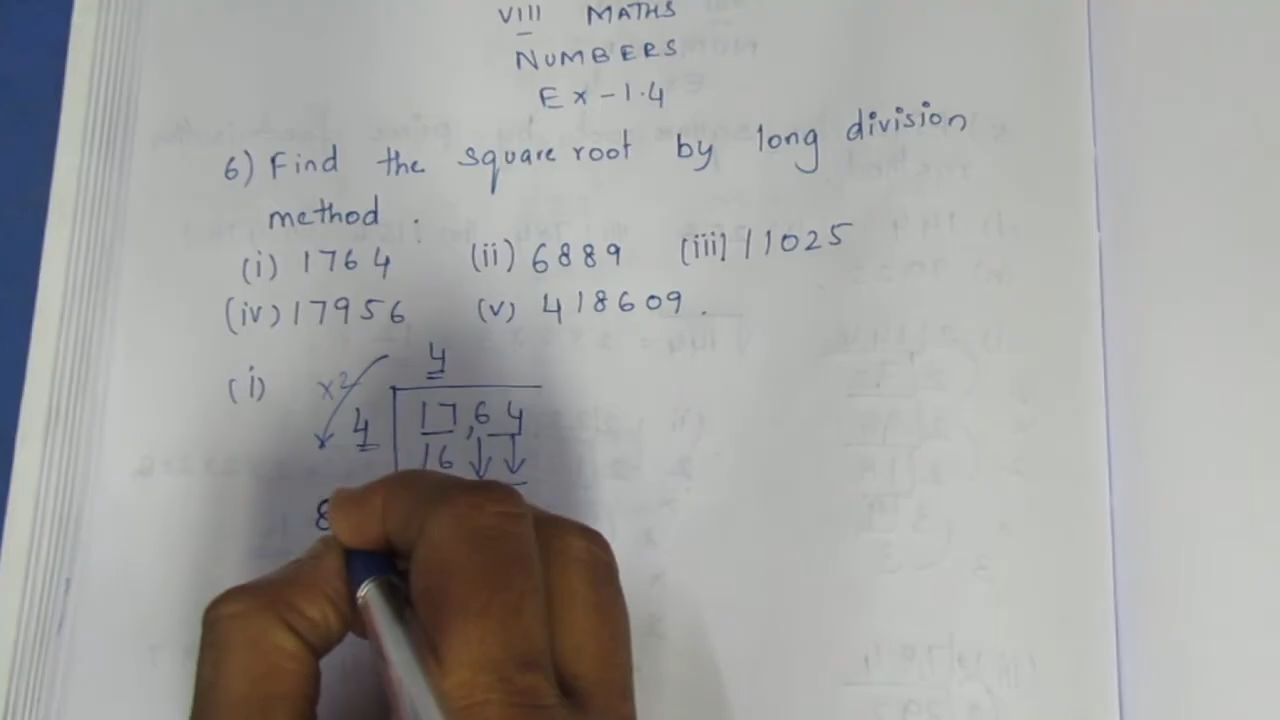 VIII MATHS
NUMBERS
Ex-1.4
6) Find the square root by long division
method.
(i) 1764 (ii) 6889 (iii) 11025
(iv) 17956 (v) 418609.
4
(i) x2 4 17,64
16
8